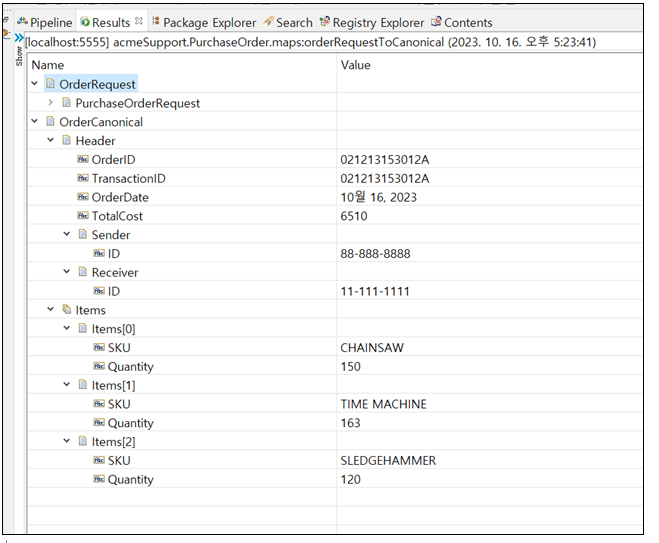 Pipeline Results Package Explorer Search Registry Explorer Contents
Show
[localhost:5555] acmeSupport.PurchaseOrder.maps:orderRequestToCanonical (2023. 10. 16. 오후 5:23:41)
Name Value
OrderRequest
PurchaseOrderRequest
OrderCanonical
Header
OrderID 021213153012A
TransactionID 021213153012A
OrderDate 10월 16, 2023
TotalCost 6510
Sender
ID 88-888-8888
Receiver
ID 11-111-1111
Items
Items[0]
SKU CHAINSAW
Quantity 150
Items[1]
SKU TIME MACHINE
Quantity 163
Items[2]
SKU SLEDGEHAMMER
Quantity 120